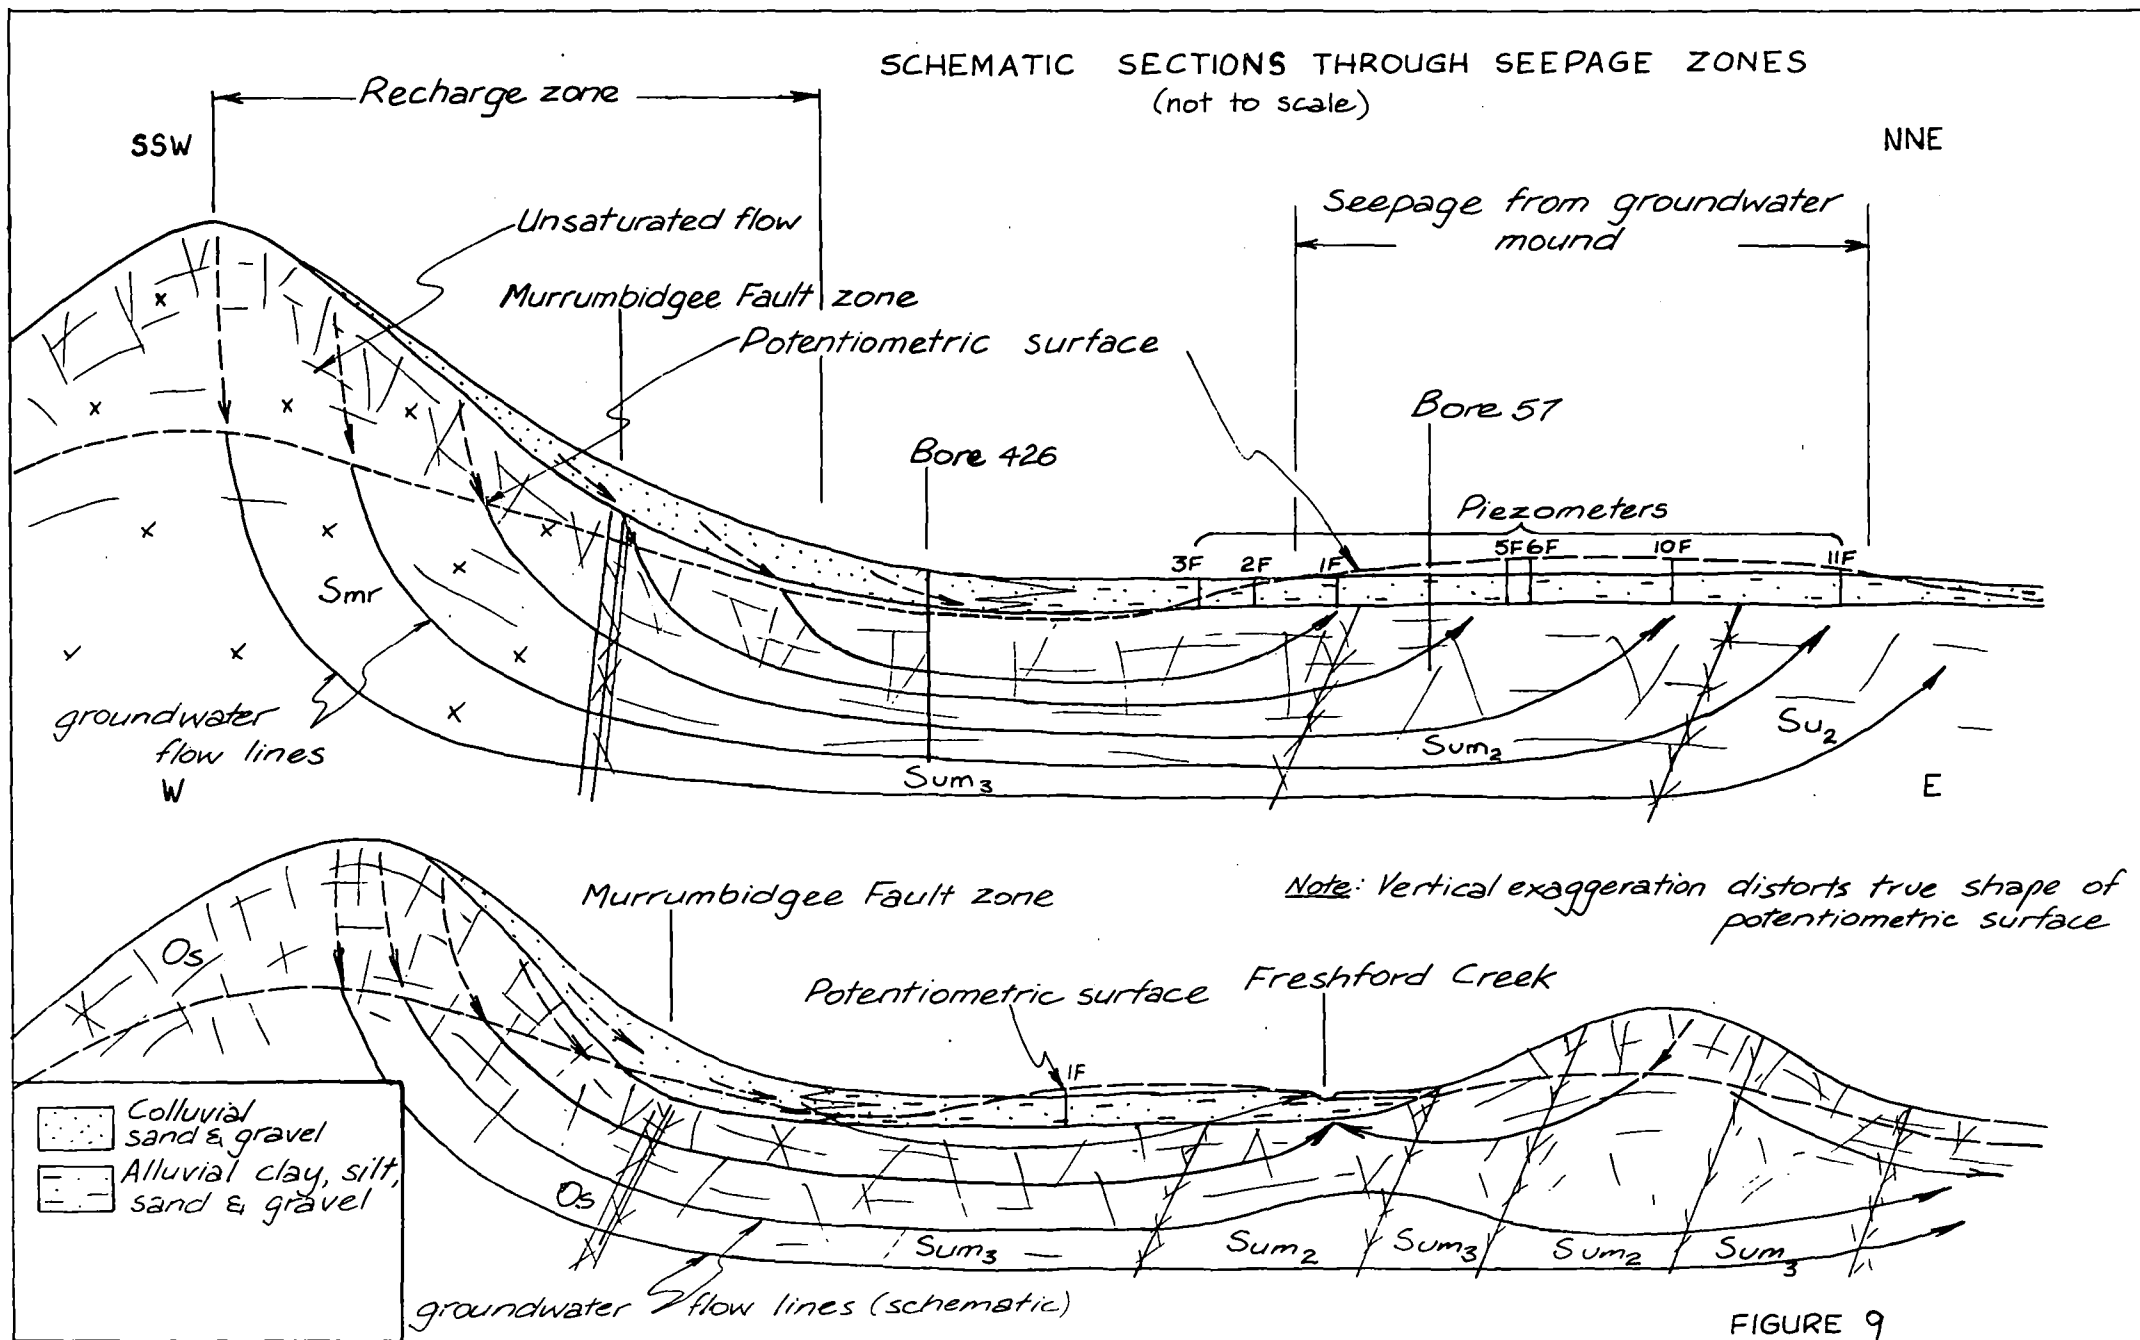 SCHEMATIC SECTIONS THROUGH SEEPAGE ZONES
(not to scale)
Recharge zone
SSW
NNE
Unsaturated flow
Seepage from groundwater
mound
Murrumbidgee Fault zone
Potentiometric surface
Bore 57
Bore 426
Piezometers
3F 2F 1F 5F 6F 10F 11F
Smr
groundwater
flow lines
Sum2
Su2
Sum3
W
E
Murrumbidgee Fault zone
Note: Vertical exaggeration distorts true shape of
potentiometric surface
Os
Potentiometric surface
Freshford Creek
1F
Colluvial
sand & gravel
Alluvial clay, silt,
sand & gravel
Os
Sum3 Sum2 Sum3 Sum2 Sum3
groundwater flow lines (schematic)
FIGURE 9